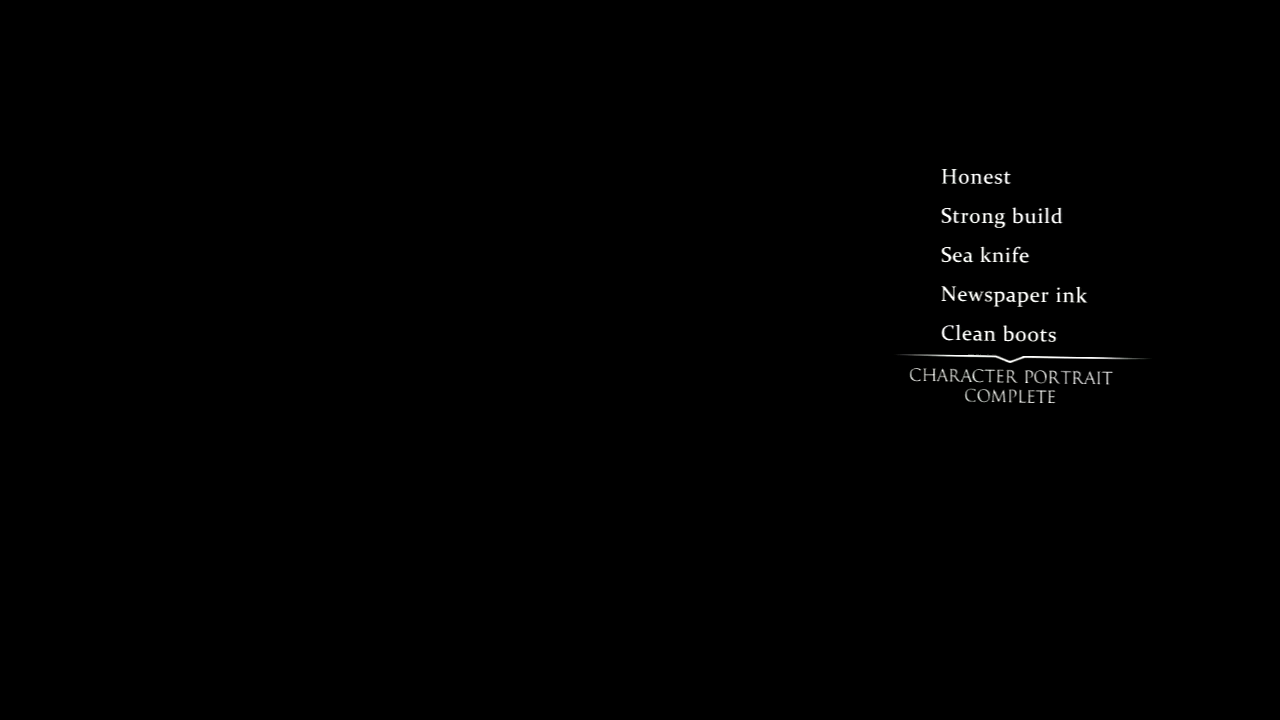 Honest
Strong build
Sea knife
Newspaper ink
Clean boots
CHARACTER PORTRAIT
COMPLETE